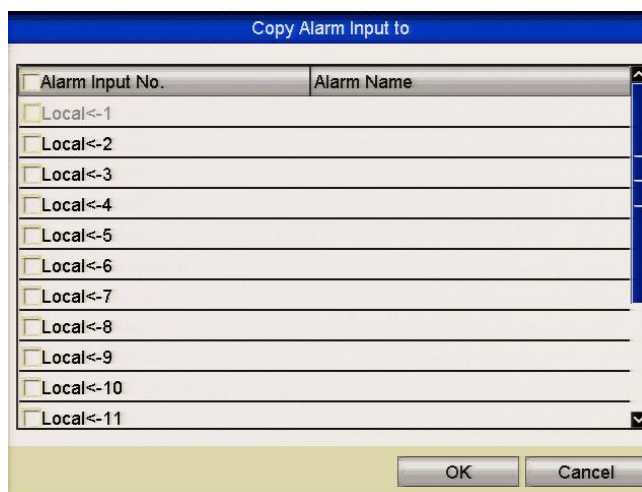 Copy Alarm Input to
Alarm Input No. Alarm Name
Local<-1
Local<-2
Local<-3
Local<-4
Local<-5
Local<-6
Local<-7
Local<-8
Local<-9
Local<-10
Local<-11
OK Cancel